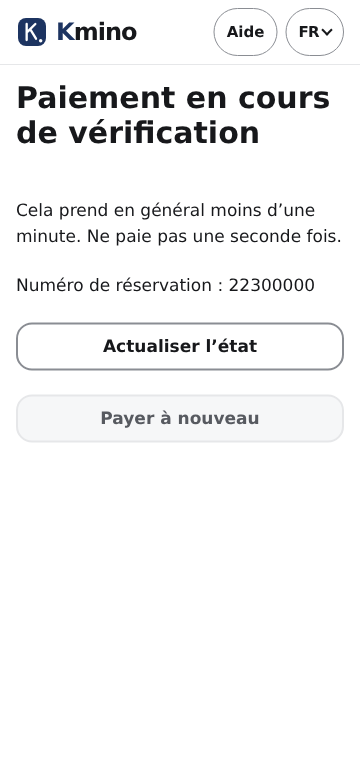 K. Kmino
Aide
FR
Paiement en cours
de vérification
Cela prend en général moins d’une
minute. Ne paie pas une seconde fois.
Numéro de réservation : 22300000
Actualiser l’état
Payer à nouveau